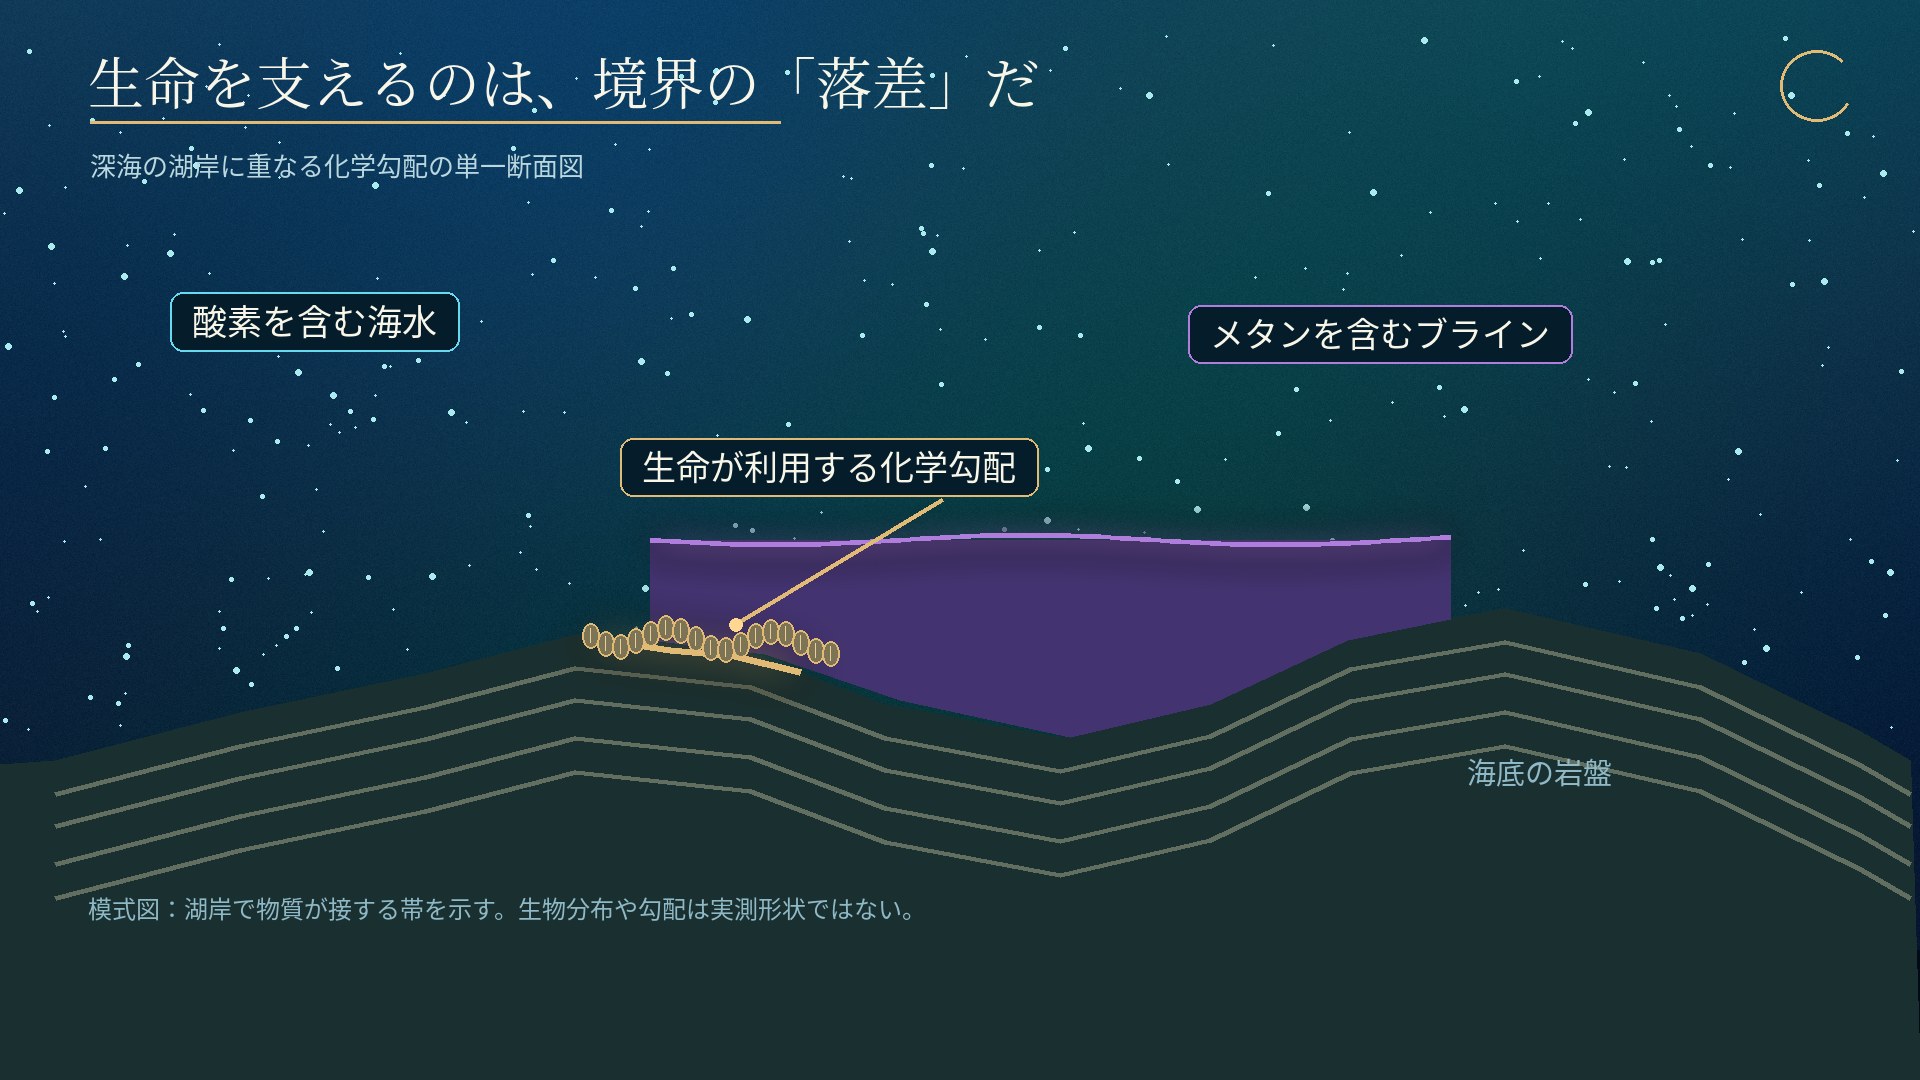 生命を支えるのは、境界の「落差」だ
深海の湖岸に重なる化学勾配の単一断面図
酸素を含む海水
メタンを含むブライン
生命が利用する化学勾配
海底の岩盤
模式図：湖岸で物質が接する帯を示す。生物分布や勾配は実測形状ではない。